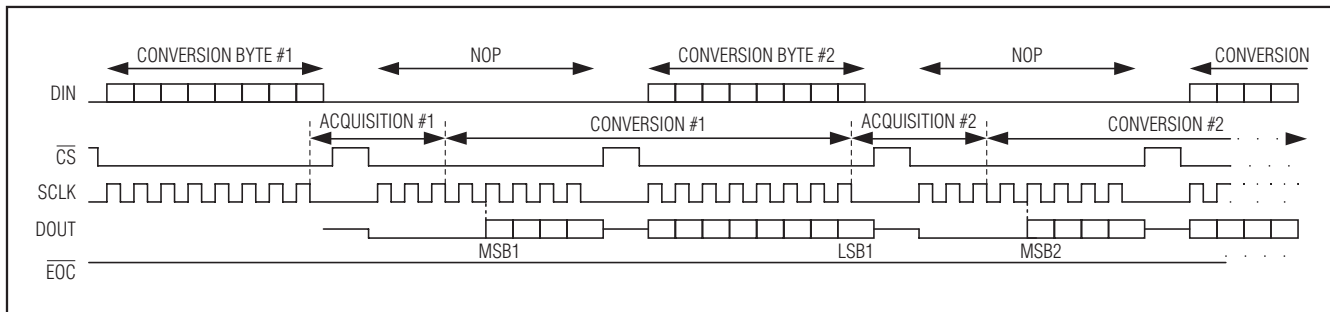 CONVERSION BYTE #1 NOP CONVERSION BYTE #2 NOP CONVERSION
DIN
ACQUISITION #1 CONVERSION #1 ACQUISITION #2 CONVERSION #2
CS
SCLK
DOUT
MSB1 LSB1 MSB2
EOC